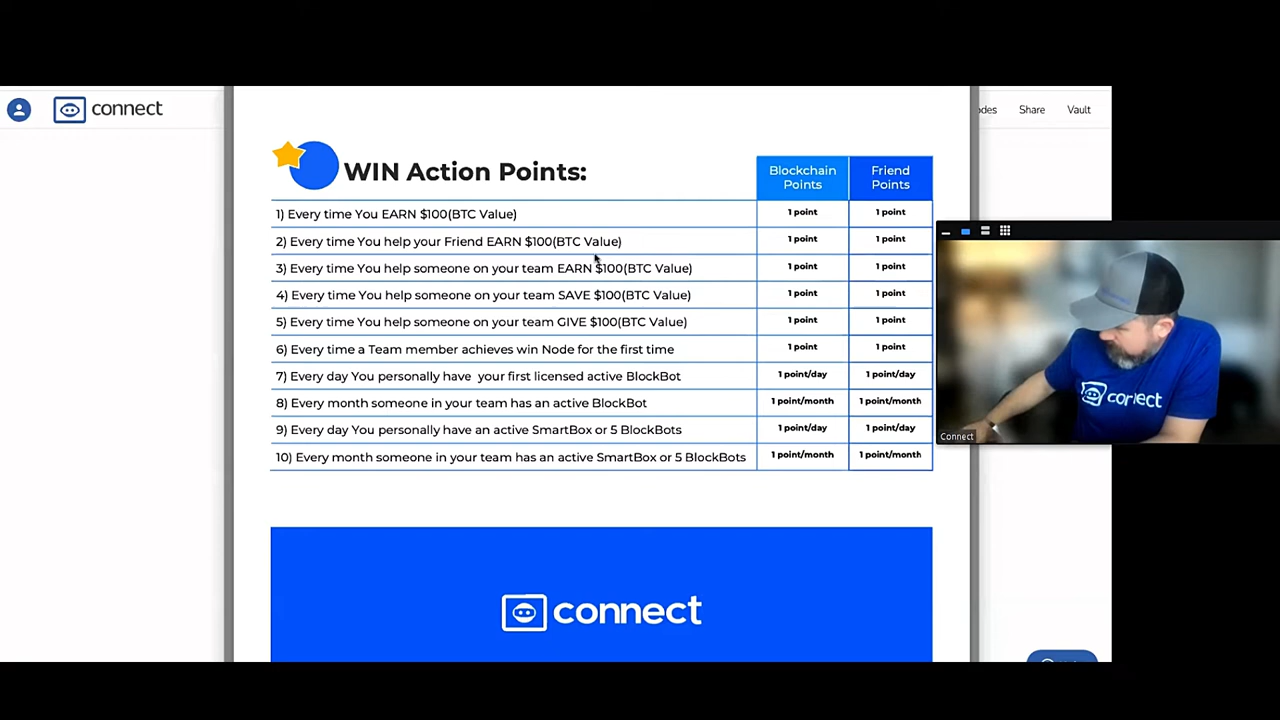 connect
Share
Vault
WIN Action Points:
Blockchain Points
Friend Points
1) Every time You EARN $100(BTC Value) 1 point 1 point
2) Every time You help your Friend EARN $100(BTC Value) 1 point 1 point
3) Every time You help someone on your team EARN $100(BTC Value) 1 point 1 point
4) Every time You help someone on your team SAVE $100(BTC Value) 1 point 1 point
5) Every time You help someone on your team GIVE $100(BTC Value) 1 point 1 point
6) Every time a Team member achieves win Node for the first time 1 point 1 point
7) Every day You personally have your first licensed active BlockBot 1 point/day 1 point/day
8) Every month someone in your team has an active BlockBot 1 point/month 1 point/month
9) Every day You personally have an active SmartBox or 5 BlockBots 1 point/day 1 point/day
10) Every month someone in your team has an active SmartBox or 5 BlockBots 1 point/month 1 point/month
connect
Connect
connect